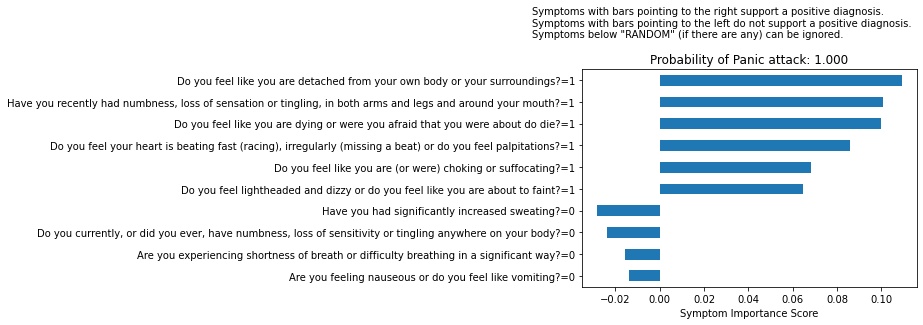 Symptoms with bars pointing to the right support a positive diagnosis.
Symptoms with bars pointing to the left do not support a positive diagnosis.
Symptoms below "RANDOM" (if there are any) can be ignored.
Probability of Panic attack: 1.000
Do you feel like you are detached from your own body or your surroundings?=1
Have you recently had numbness, loss of sensation or tingling, in both arms and legs and around your mouth?=1
Do you feel like you are dying or were you afraid that you were about do die?=1
Do you feel your heart is beating fast (racing), irregularly (missing a beat) or do you feel palpitations?=1
Do you feel like you are (or were) choking or suffocating?=1
Do you feel lightheaded and dizzy or do you feel like you are about to faint?=1
Have you had significantly increased sweating?=0
Do you currently, or did you ever, have numbness, loss of sensitivity or tingling anywhere on your body?=0
Are you experiencing shortness of breath or difficulty breathing in a significant way?=0
Are you feeling nauseous or do you feel like vomiting?=0
−0.02 0.00 0.02 0.04 0.06 0.08 0.10
Symptom Importance Score